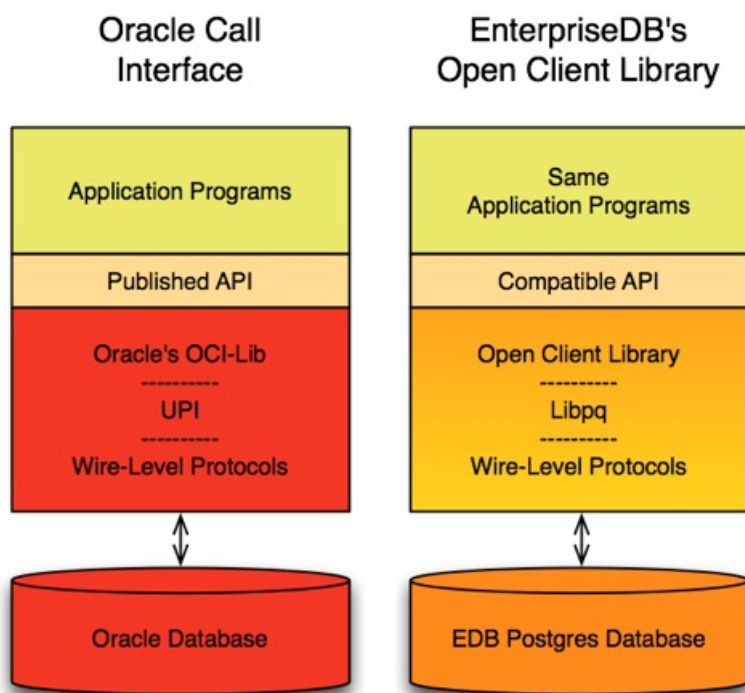 Oracle Call
Interface
Application Programs
Published API
Oracle's OCI-Lib
----------
UPI
----------
Wire-Level Protocols
Oracle Database
EnterpriseDB's
Open Client Library
Same
Application Programs
Compatible API
Open Client Library
----------
Libpq
----------
Wire-Level Protocols
EDB Postgres Database